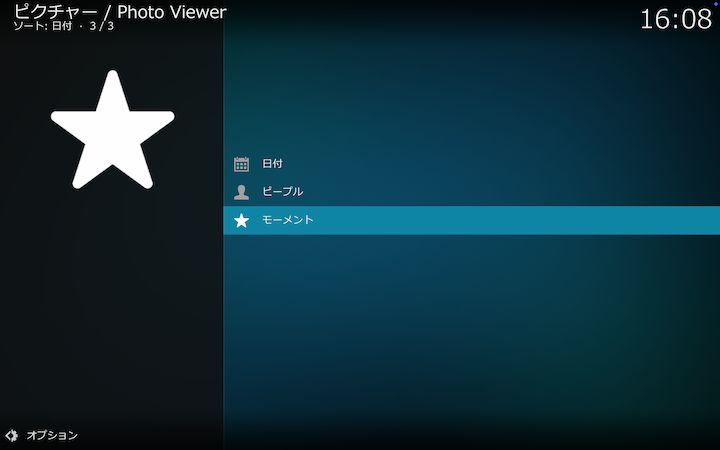 ピクチャー / Photo Viewer
ソート: 日付 · 3 / 3
16:08
日付
ピープル
モーメント
オプション